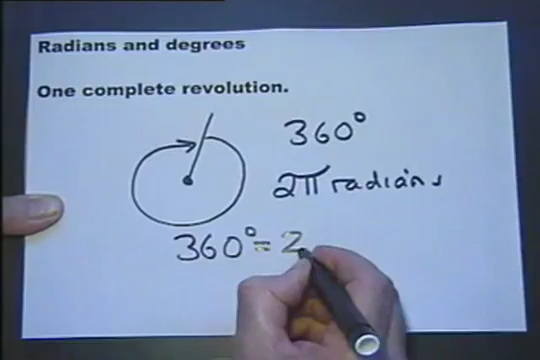 Radians and degrees
One complete revolution.
360°
2π radians
360° = 2